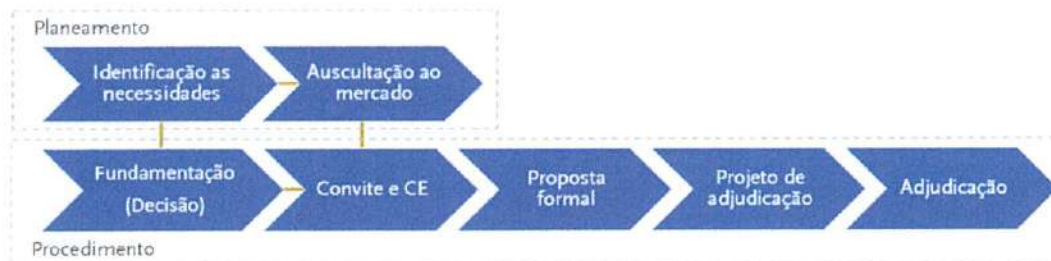 Planeamento
Identificação as
necessidades
Auscultação ao
mercado
Fundamentação
(Decisão)
Convite e CE
Proposta
formal
Projeto de
adjudicação
Adjudicação
Procedimento